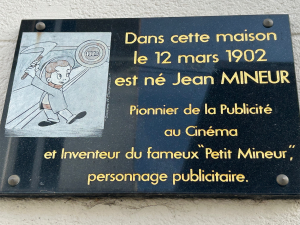 Dans cette maison
le 12 mars 1902
est né Jean MINEUR
Pionnier de la Publicité
au Cinéma
et Inventeur du fameux "Petit Mineur",
personnage publicitaire.